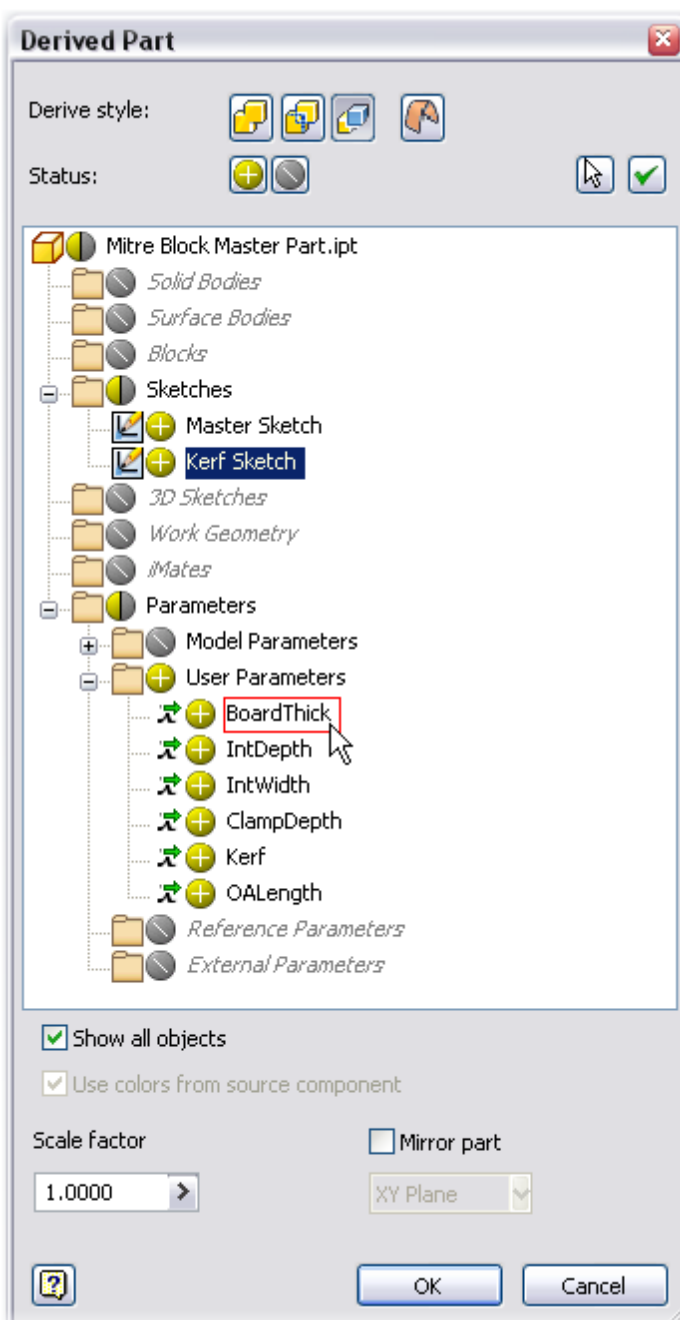 Derived Part
Derive style:
Status:
Mitre Block Master Part.ipt
Solid Bodies
Surface Bodies
Blocks
Sketches
Master Sketch
Kerf Sketch
3D Sketches
Work Geometry
iMates
Parameters
Model Parameters
User Parameters
BoardThick
IntDepth
IntWidth
ClampDepth
Kerf
OALength
Reference Parameters
External Parameters
Show all objects
Use colors from source component
Scale factor
Mirror part
1.0000
XY Plane
OK
Cancel